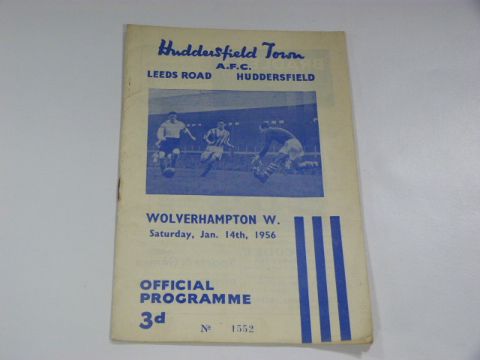 Huddersfield Town
A.F.C.
LEEDS ROAD HUDDERSFIELD
WOLVERHAMPTON W.
Saturday, Jan. 14th, 1956
OFFICIAL
PROGRAMME
3d
No 1552